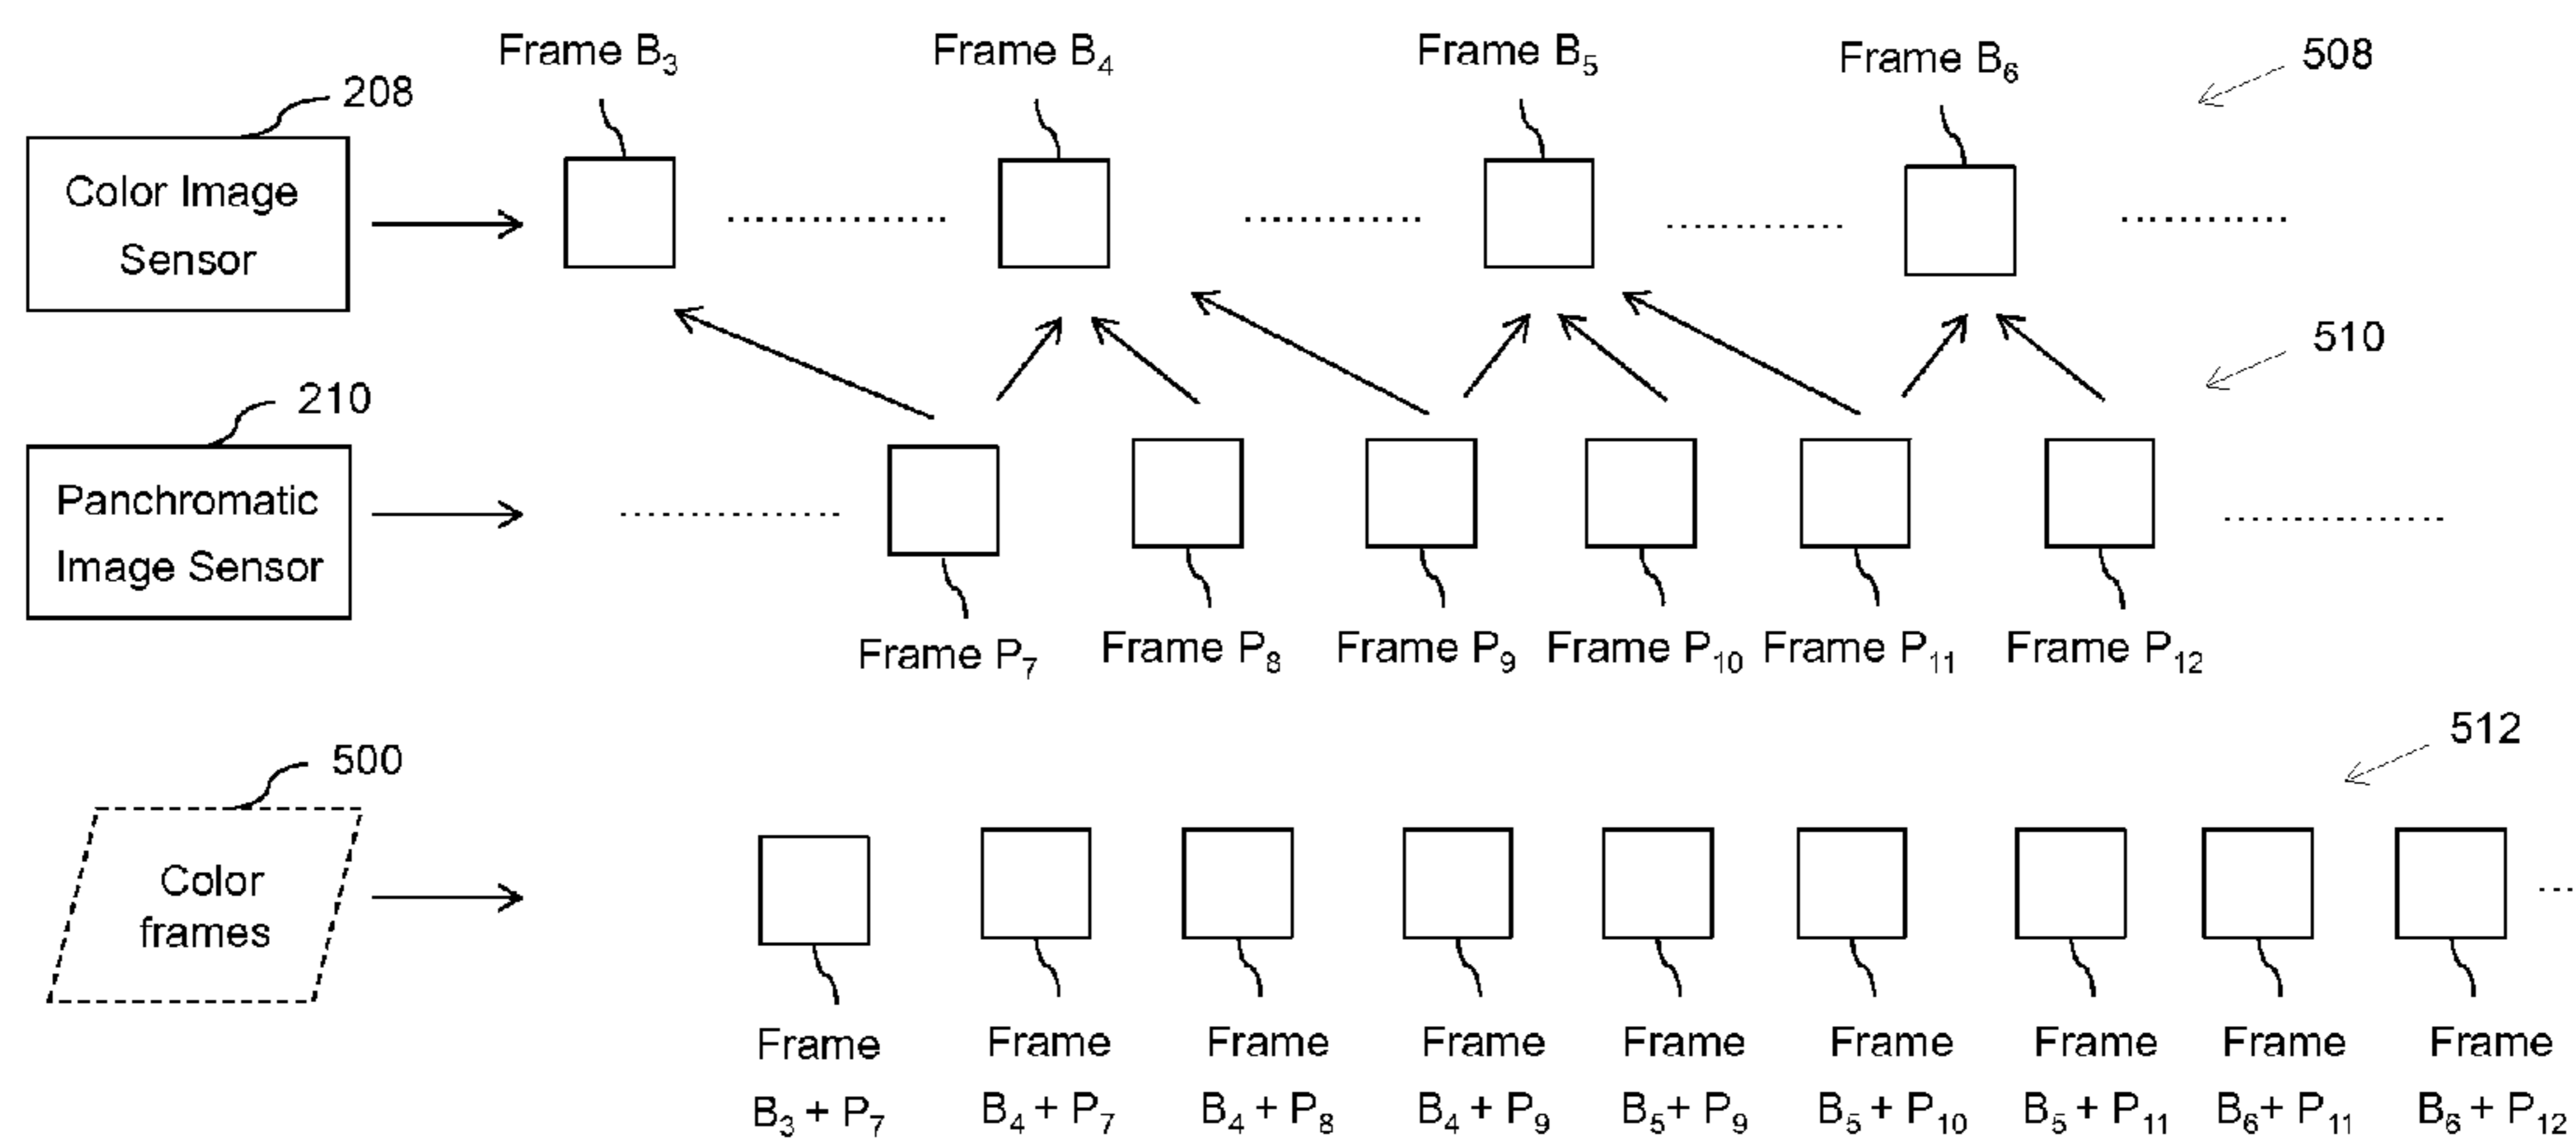 Frame B₃ Frame B₄ Frame B₅ Frame B₆ 508
208
Color Image
Sensor
510
210
Panchromatic
Image Sensor
Frame P₇ Frame P₈ Frame P₉ Frame P₁₀ Frame P₁₁ Frame P₁₂
512
500
Color
frames
Frame Frame Frame Frame Frame Frame Frame Frame Frame
B₃ + P₇ B₄ + P₇ B₄ + P₈ B₄ + P₉ B₅+ P₉ B₅ + P₁₀ B₅ + P₁₁ B₆+ P₁₁ B₆ + P₁₂